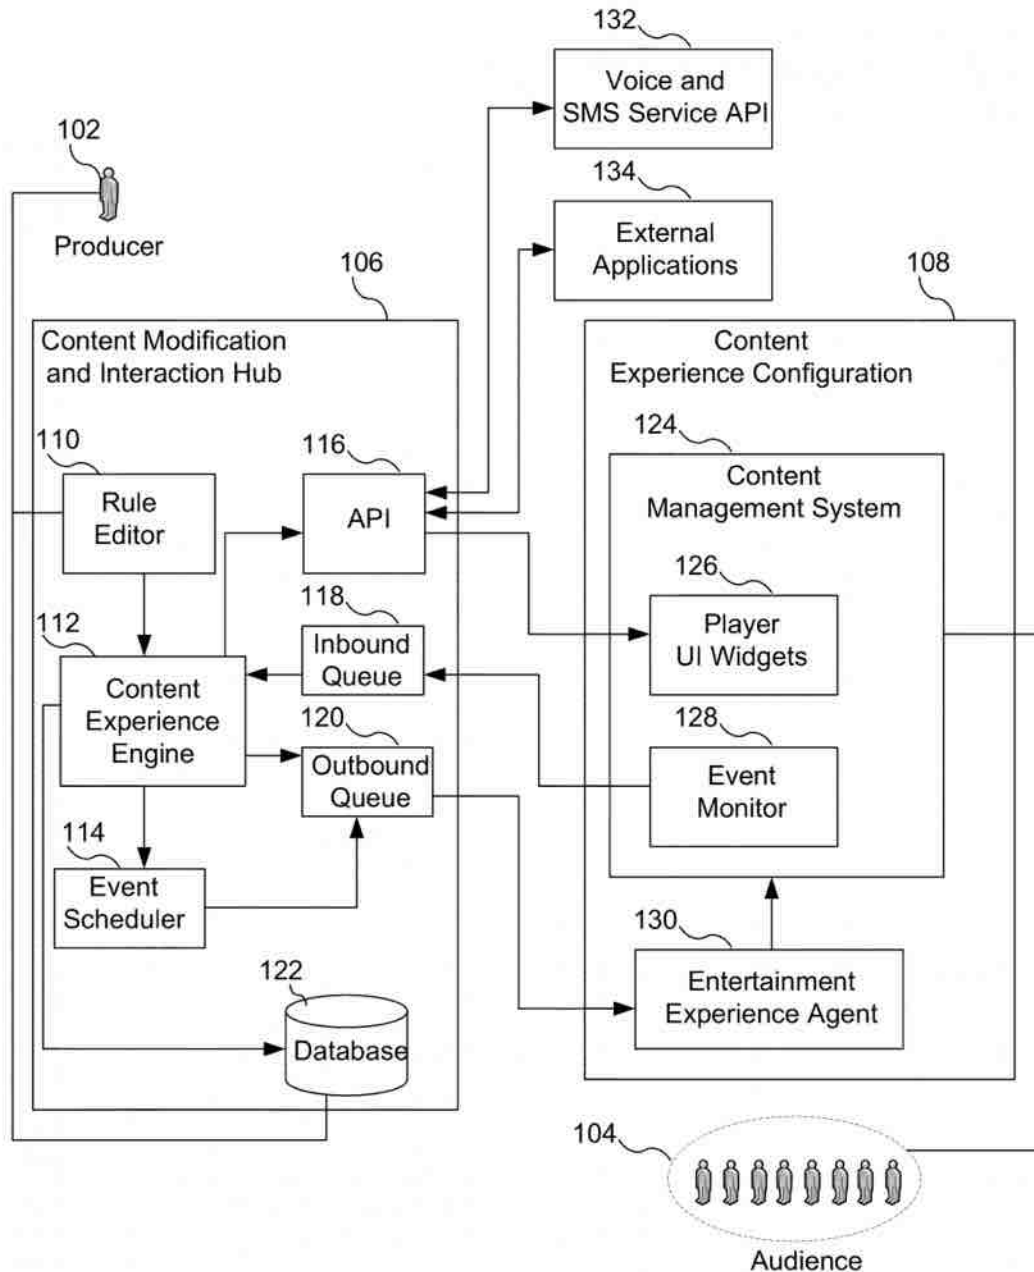 132
Voice and
SMS Service API
102
Producer
134
External
Applications
106
Content Modification
and Interaction Hub
108
Content
Experience Configuration
110
Rule
Editor
116
API
124
Content
Management System
118
Inbound
Queue
126
Player
UI Widgets
112
Content
Experience
Engine
120
Outbound
Queue
128
Event
Monitor
114
Event
Scheduler
130
Entertainment
Experience Agent
122
Database
104
Audience